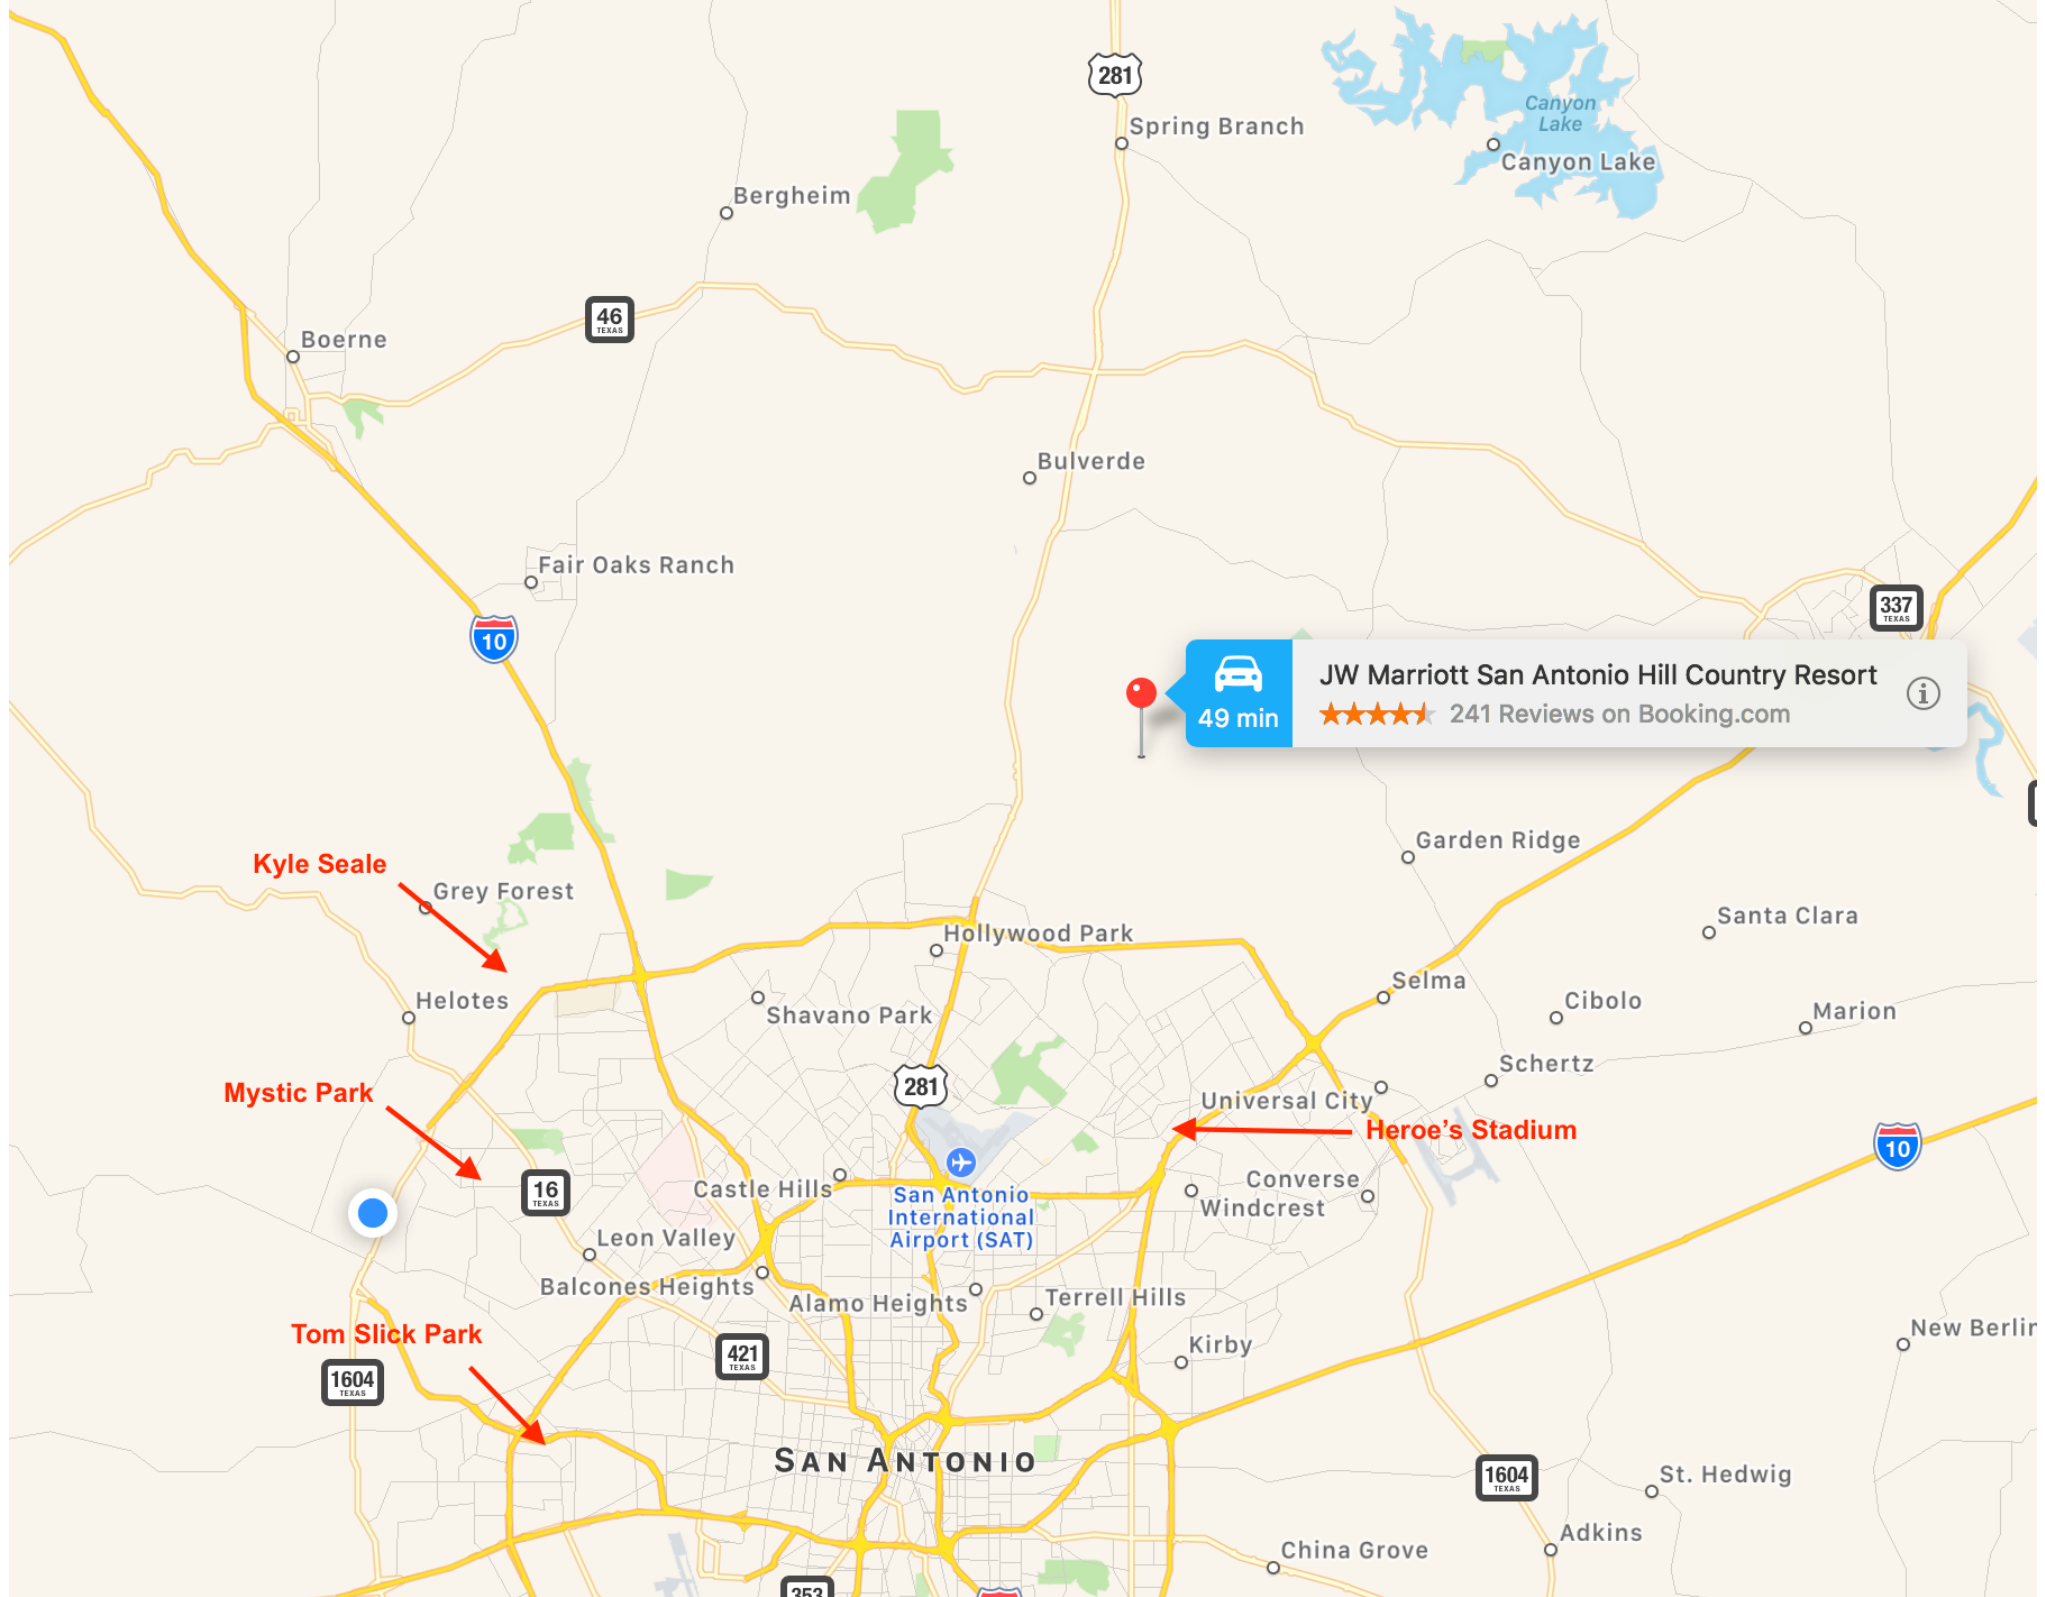 281
Spring Branch
Canyon
Lake
Canyon Lake
Bergheim
46
TEXAS
Boerne
Bulverde
Fair Oaks Ranch
337
TEXAS
10
JW Marriott San Antonio Hill Country Resort
49 min
241 Reviews on Booking.com
Garden Ridge
Kyle Seale
Grey Forest
Santa Clara
Hollywood Park
Selma
Helotes
Cibolo
Shavano Park
Marion
Schertz
281
Mystic Park
Universal City
Heroe's Stadium
10
16
TEXAS
Castle Hills
San Antonio
International
Airport (SAT)
Converse
Windcrest
Leon Valley
Balcones Heights
Alamo Heights
Terrell Hills
Tom Slick Park
Kirby
New Berlin
421
TEXAS
1604
TEXAS
SAN ANTONIO
1604
TEXAS
St. Hedwig
Adkins
China Grove
353